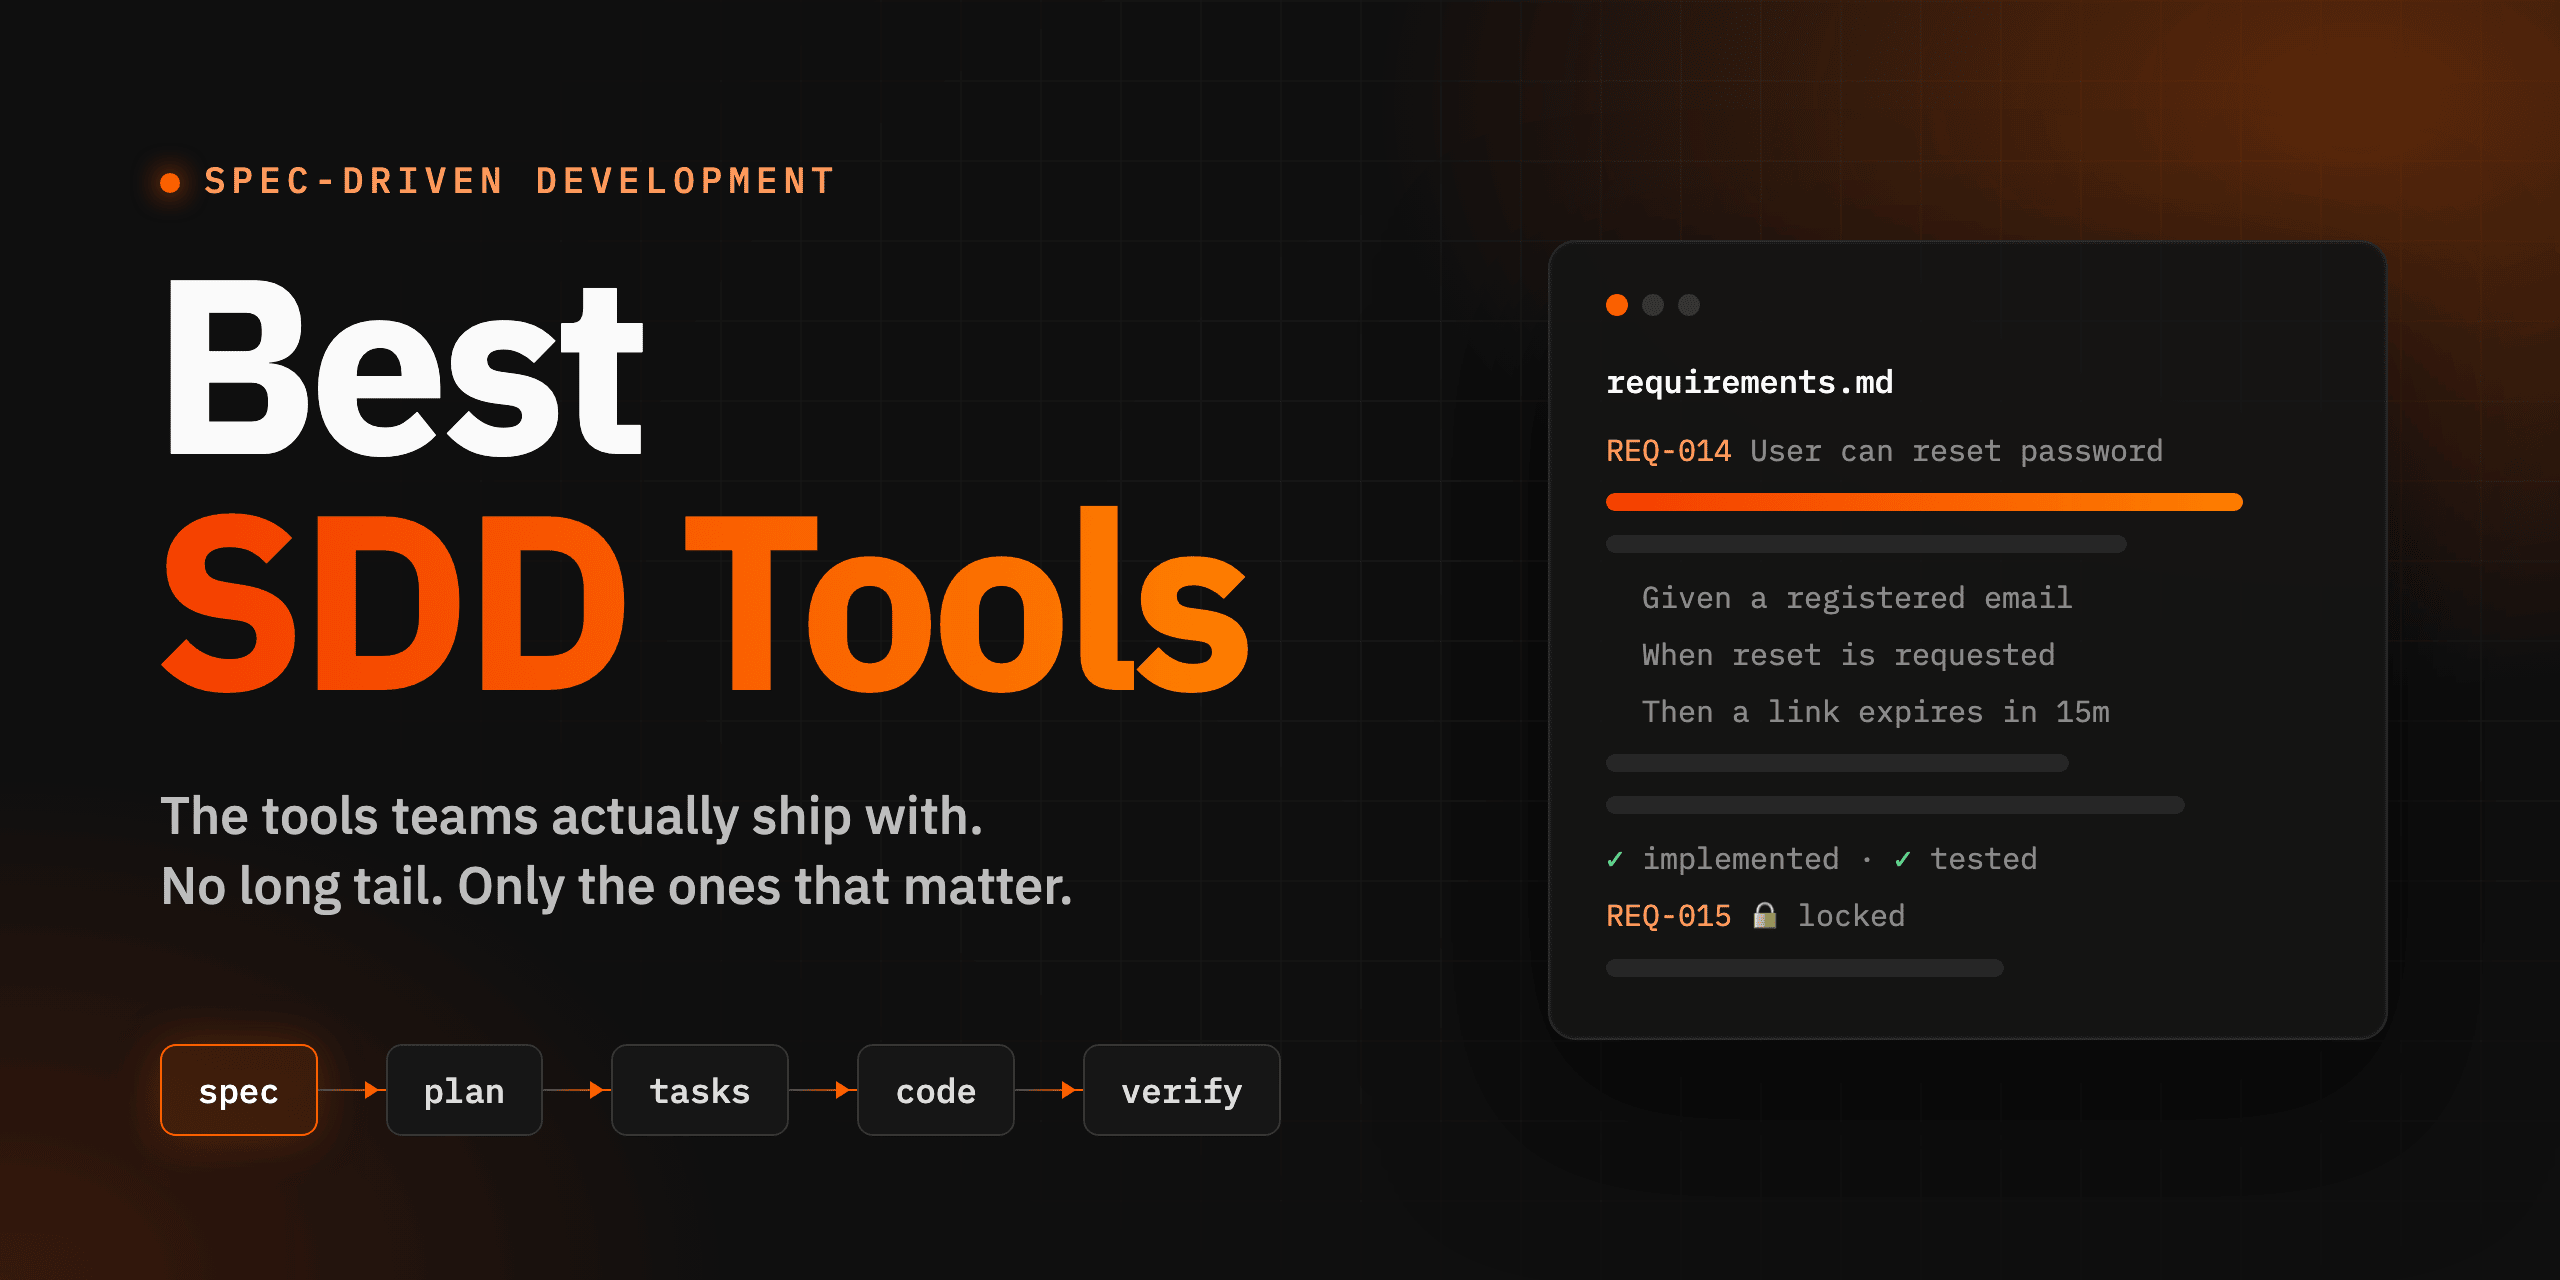 SPEC-DRIVEN DEVELOPMENT
Best
SDD Tools
The tools teams actually ship with.
No long tail. Only the ones that matter.
spec
plan
tasks
code
verify
requirements.md
REQ-014 User can reset password
Given a registered email
When reset is requested
Then a link expires in 15m
✓ implemented · ✓ tested
REQ-015 🔒 locked